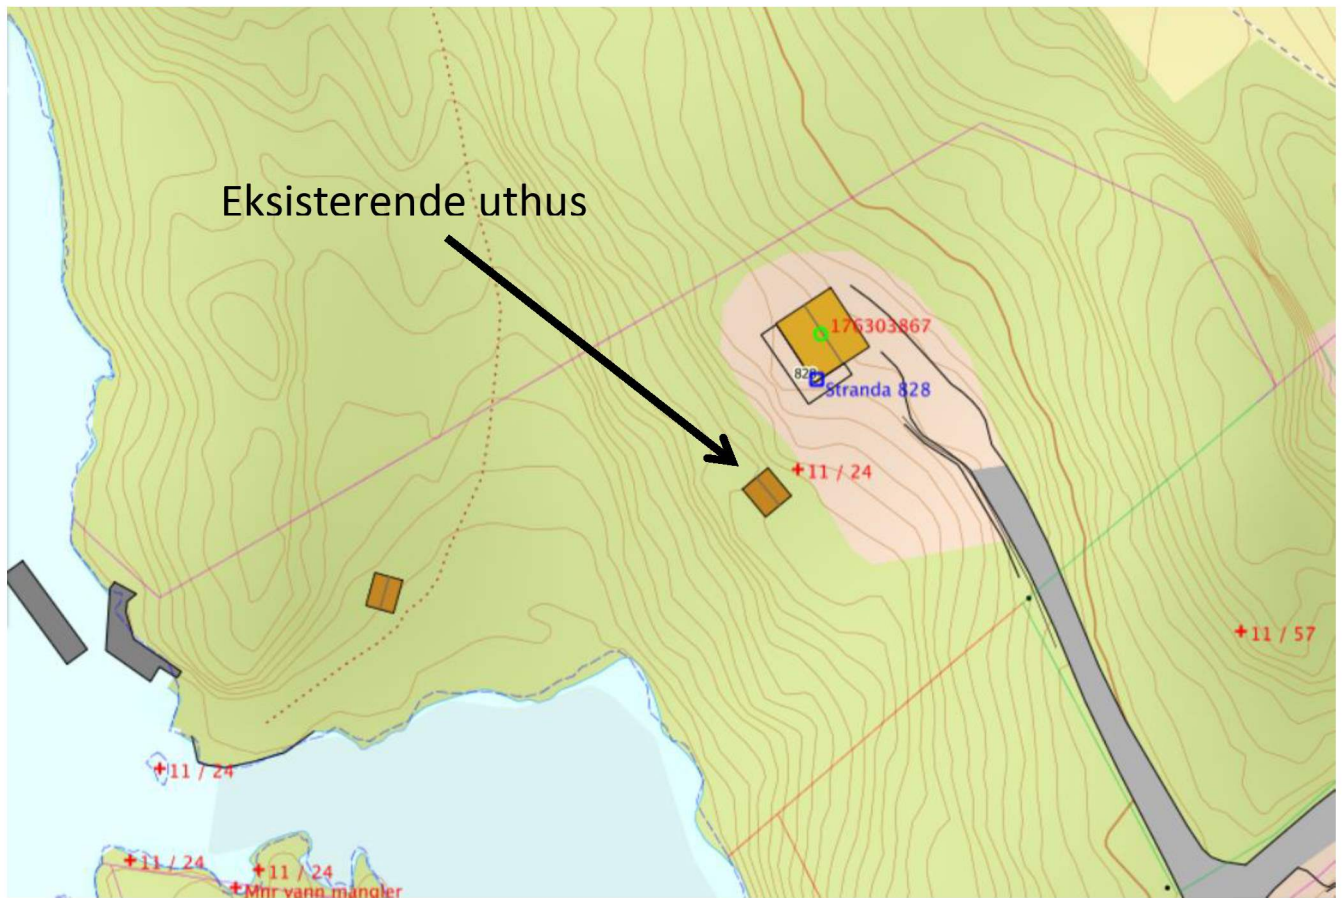 Eksisterende uthus
176303867
828
Stranda 828
11 / 24
11 / 57
11 / 24
11 / 24
11 / 24
Mnr vann mangler